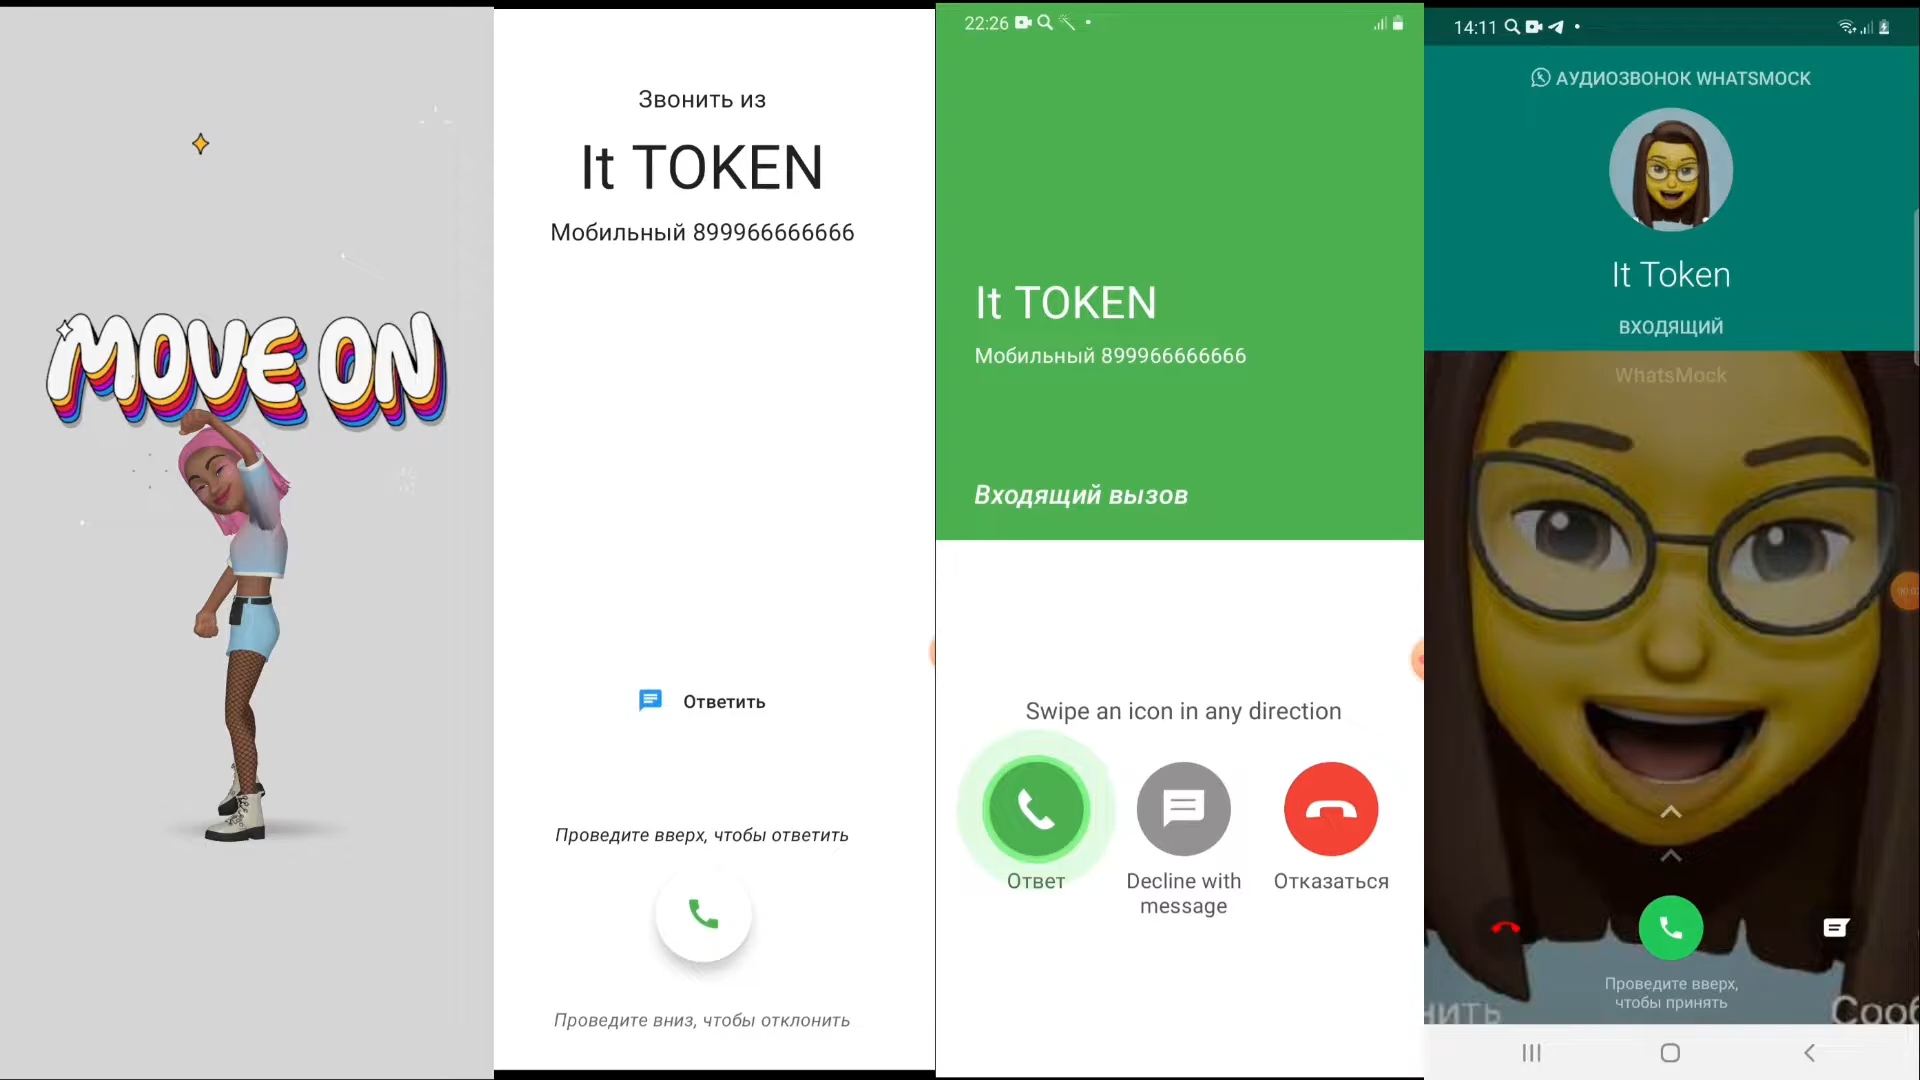 MOVE ON
Звонить из
It TOKEN
Мобильный 899966666666
Ответить
Проведите вверх, чтобы ответить
Проведите вниз, чтобы отклонить
22:26
It TOKEN
Мобильный 899966666666
Входящий вызов
Swipe an icon in any direction
Ответ
Decline with
message
Отказаться
14:11
АУДИОЗВОНОК WHATSMOCK
It Token
входящий
WhatsMock
Проведите вверх,
чтобы принять